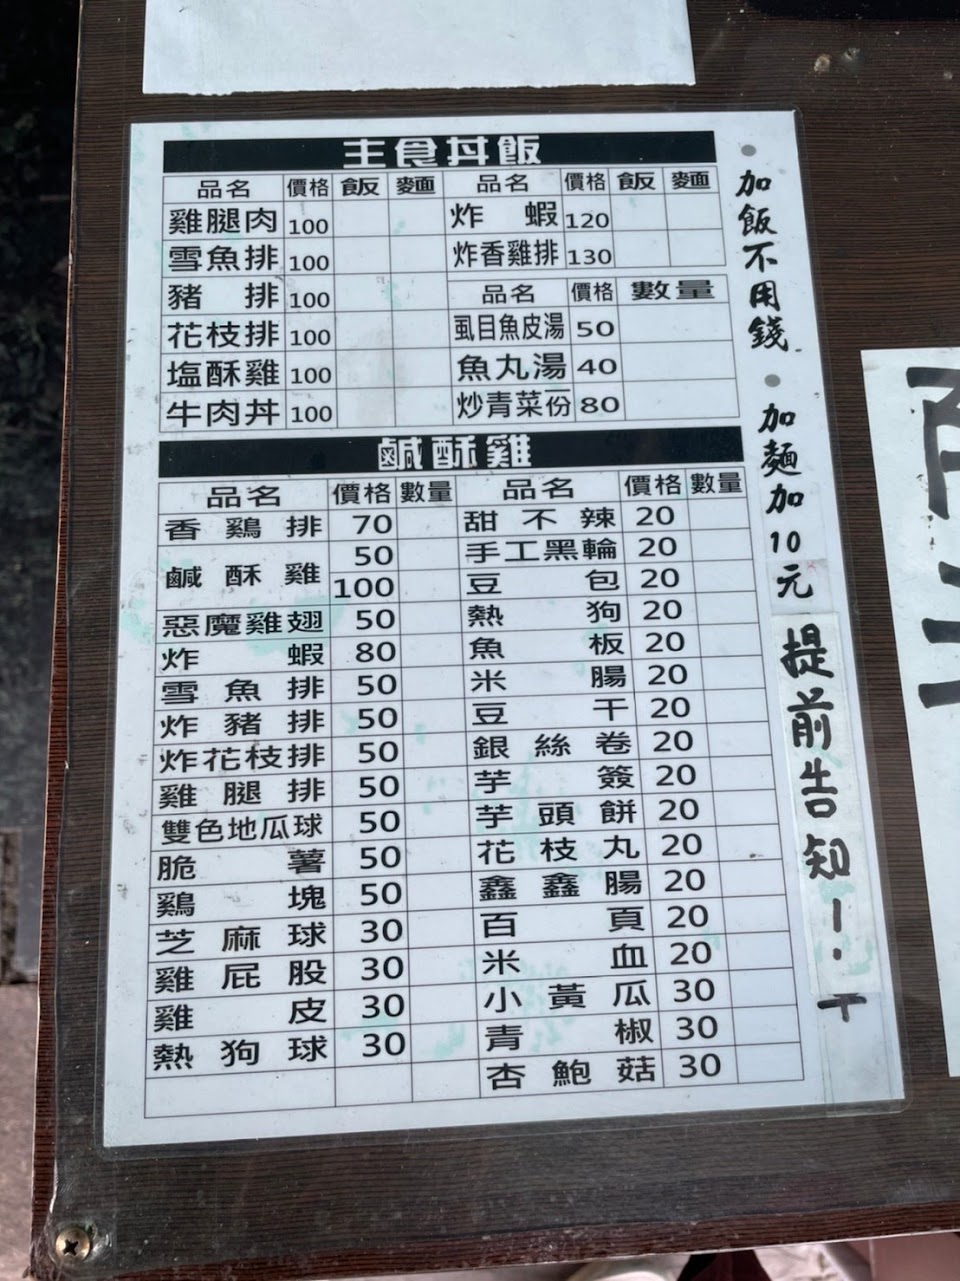 主食丼飯
品名 價格 飯 麵 品名 價格 飯 麵
雞腿肉 100 炸蝦 120
雪魚排 100 炸香雞排 130
豬排 100 品名 價格 數量
花枝排 100 虱目魚皮湯 50
塩酥雞 100 魚丸湯 40
牛肉丼 100 炒青菜份 80
鹹酥雞
品名 價格 數量 品名 價格 數量
香鷄排 70 甜不辣 20
鹹酥雞 50 手工黑輪 20
100 豆包 20
惡魔雞翅 50 熱狗 20
炸蝦 80 魚板 20
雪魚排 50 米腸 20
炸豬排 50 豆干 20
炸花枝排 50 銀絲卷 20
雞腿排 50 芋簽 20
雙色地瓜球 50 芋頭餅 20
脆薯 50 花枝丸 20
鷄塊 50 鑫鑫腸 20
芝麻球 30 百頁 20
雞屁股 30 米血 20
雞皮 30 小黃瓜 30
熱狗球 30 青椒 30
杏鮑菇 30
•加飯不用錢
•加麵加10元
提前告知